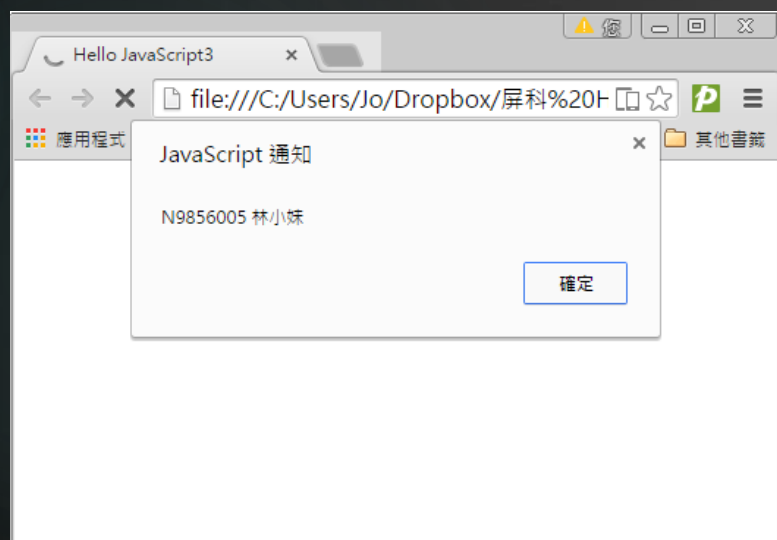 您
Hello JavaScript3
file:///C:/Users/Jo/Dropbox/屏科%20H
應用程式
其他書籤
JavaScript 通知
N9856005 林小妹
確定